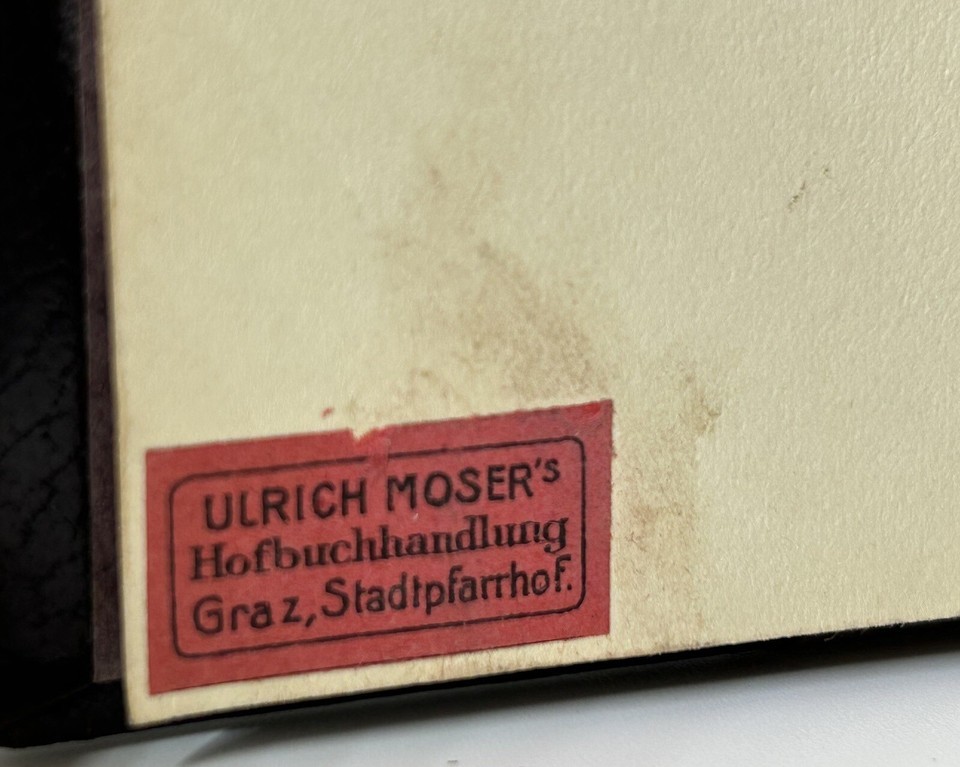 ULRICH MOSER's
Hofbuchhandlung
Graz, Stadtpfarrhof.